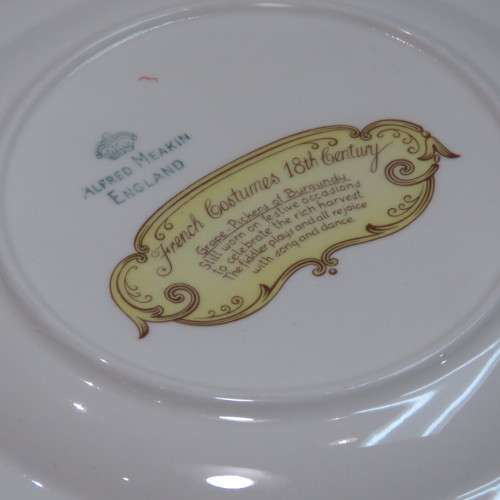 ALFRED MEAKIN
ENGLAND
French Costumes 18th Century
Grape Pickers of Burgundy
Still worn on festive occasions
to celebrate the rich harvest
The fiddler plays and all rejoice
with song and dance.